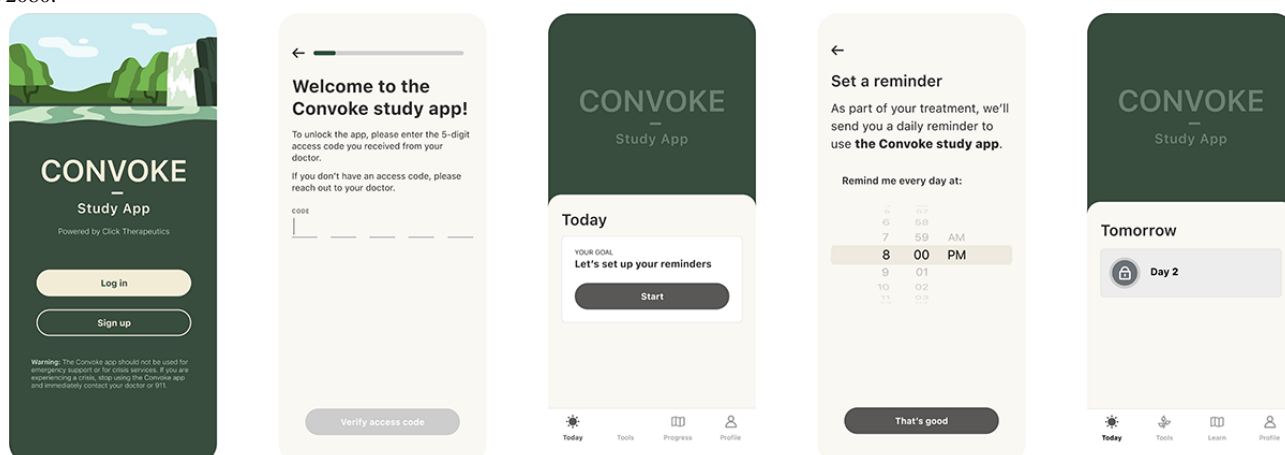 CONVOKE
Study App
Powered by Click Therapeutics
Log in
Sign up
Warning: The Convoke app should not be used for
emergency support or for crisis services. If you are
experiencing a crisis, stop using the Convoke app
and immediately contact your doctor or 911.
Welcome to the
Convoke study app!
To unlock the app, please enter the 5-digit
access code you received from your
doctor.
If you don't have an access code, please
reach out to your doctor.
CODE
Verify access code
CONVOKE
Study App
Today
YOUR GOAL
Let's set up your reminders
Start
Today Tools Progress Profile
Set a reminder
As part of your treatment, we'll
send you a daily reminder to
use the Convoke study app.
Remind me every day at:
6 58
7 59 AM
8 00 PM
9 01
10 02
11 03
That's good
CONVOKE
Study App
Tomorrow
Day 2
Today Tools Learn Profile